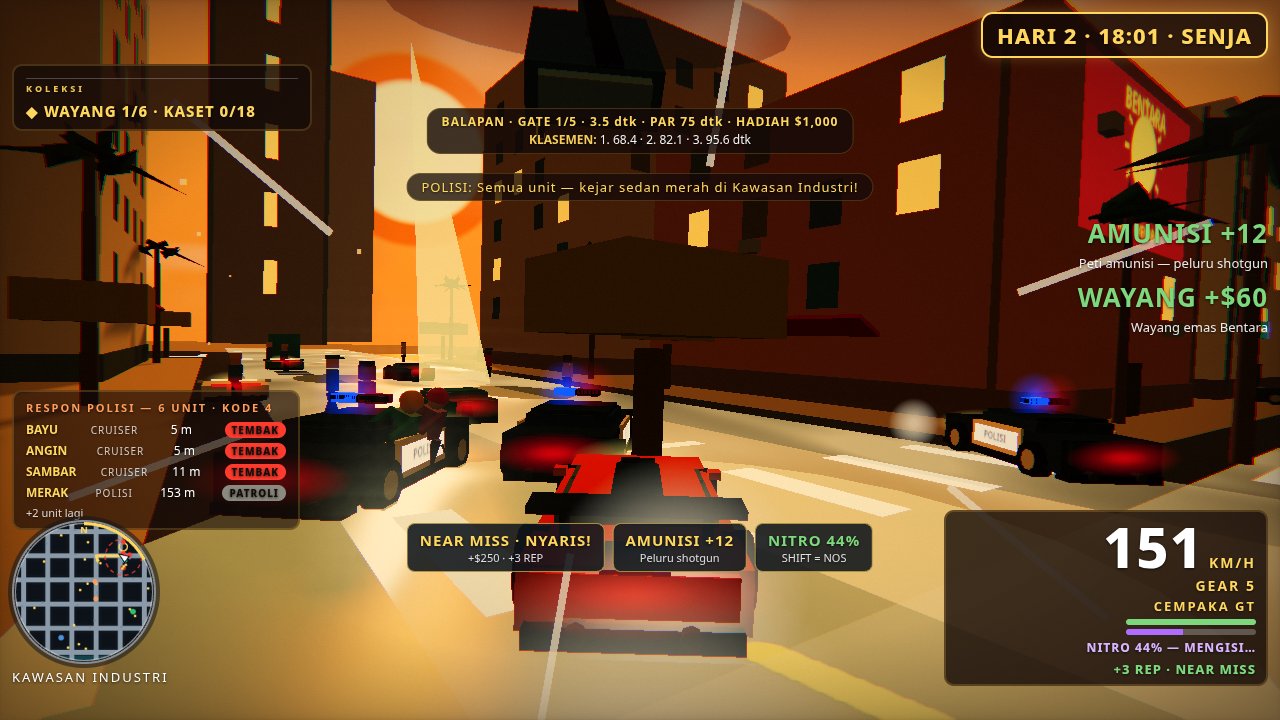 HARI 2 · 18:01 · SENJA
KOLEKSI
◆ WAYANG 1/6 · KASET 0/18
BALAPAN · GATE 1/5 · 3.5 dtk · PAR 75 dtk · HADIAH $1,000
KLASEMEN: 1. 68.4 · 2. 82.1 · 3. 95.6 dtk
POLISI: Semua unit — kejar sedan merah di Kawasan Industri!
BENTARA
AMUNISI +12
Peti amunisi — peluru shotgun
WAYANG +$60
Wayang emas Bentara
RESPON POLISI — 6 UNIT · KODE 4
BAYU CRUISER 5 m TEMBAK
ANGIN CRUISER 5 m TEMBAK
SAMBAR CRUISER 11 m TEMBAK
MERAK POLISI 153 m PATROLI
+2 unit lagi
POLISI
N
NEAR MISS · NYARIS!
+$250 · +3 REP
AMUNISI +12
Peluru shotgun
NITRO 44%
SHIFT = NOS
151 KM/H
GEAR 5
CEMPAKA GT
NITRO 44% — MENGISI…
+3 REP · NEAR MISS
KAWASAN INDUSTRI